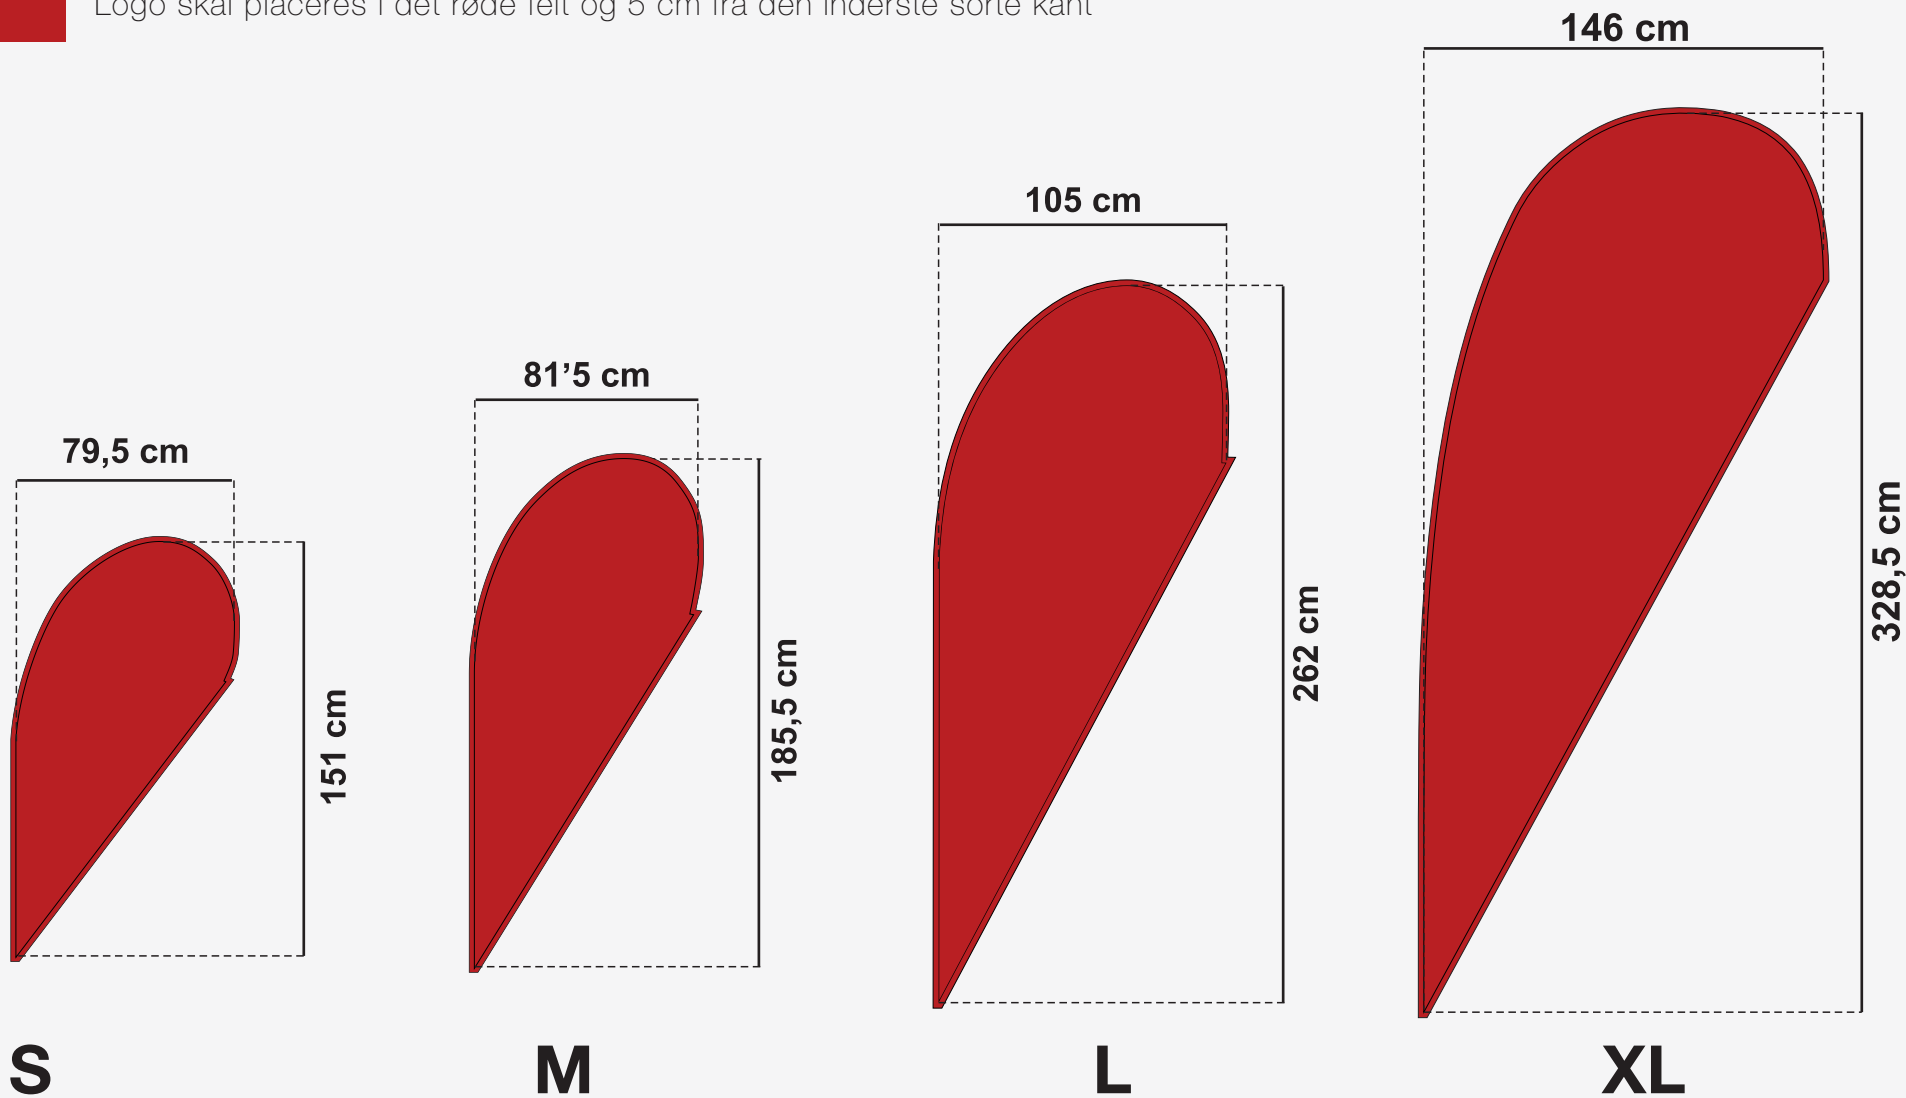 Logo skal placeres i det røde felt og 5 cm fra den inderste sorte kant
146 cm
105 cm
81’5 cm
79,5 cm
328,5 cm
262 cm
185,5 cm
151 cm
S
M
L
XL